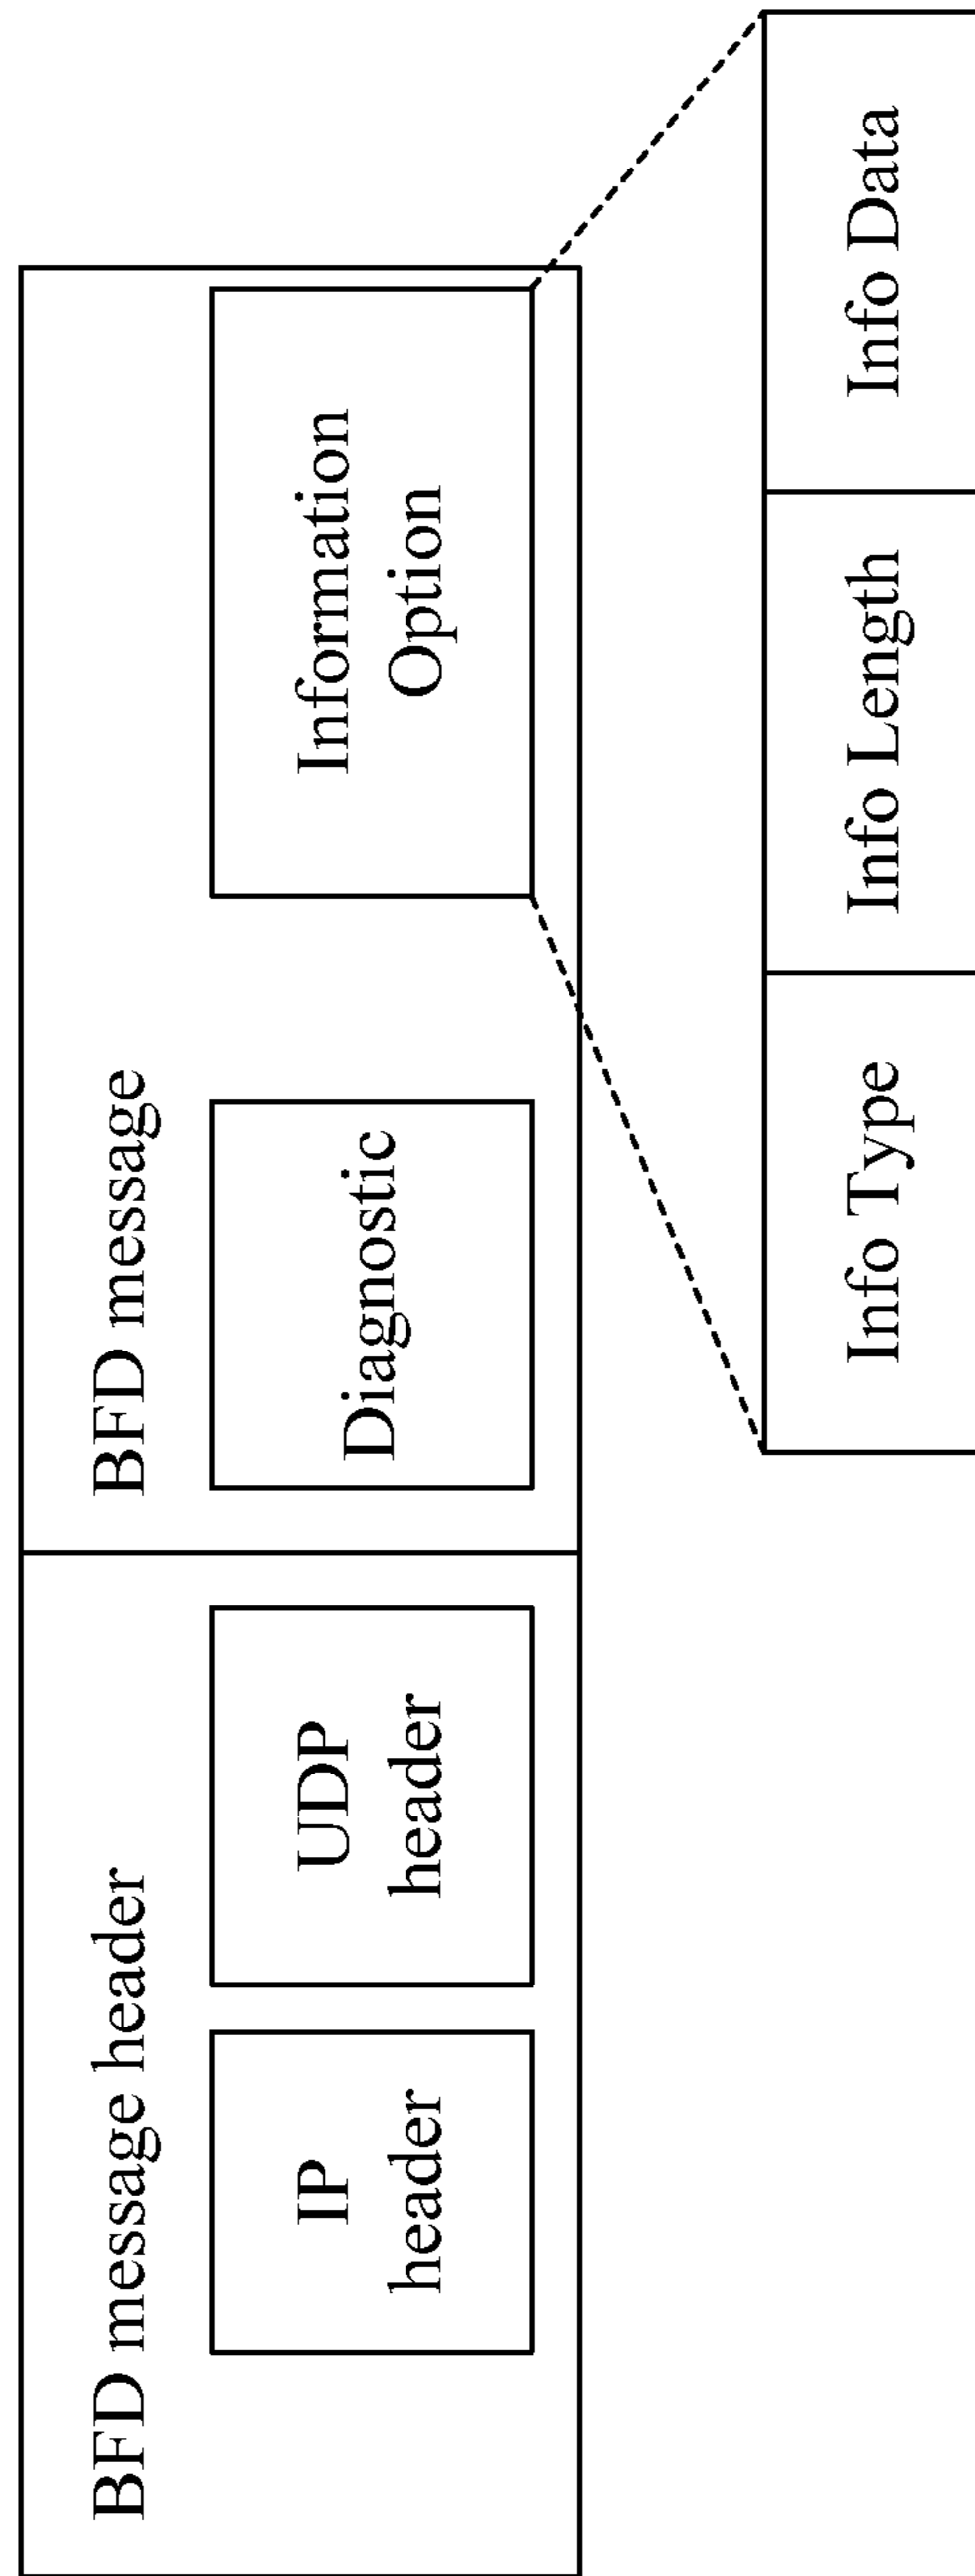 BFD message header
IP
header
UDP
header
BFD message
Diagnostic
Information
Option
Info Type
Info Length
Info Data